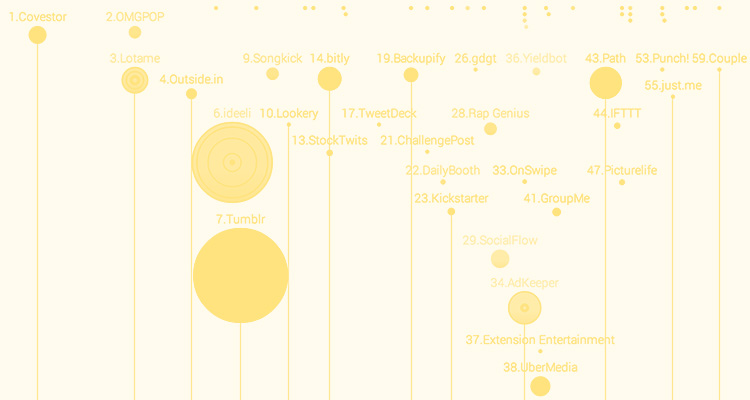 1.Covestor
2.OMGPOP
3.Lotame
4.Outside.in
9.Songkick
14.bitly
19.Backupify
26.gdgt
36.Yieldbot
43.Path
53.Punch!
59.Couple
55.just.me
6.ideeli
10.Lookery
17.TweetDeck
28.Rap Genius
44.IFTTT
13.StockTwits
21.ChallengePost
22.DailyBooth
33.OnSwipe
47.Picturelife
23.Kickstarter
41.GroupMe
7.Tumblr
29.SocialFlow
34.AdKeeper
37.Extension Entertainment
38.UberMedia